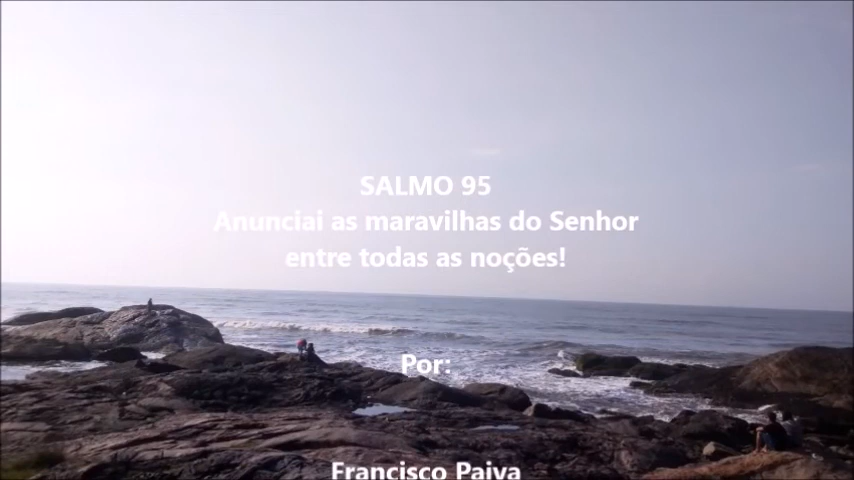 SALMO 95
Anunciai as maravilhas do Senhor
entre todas as noções!
Por:
Francisco Paiva